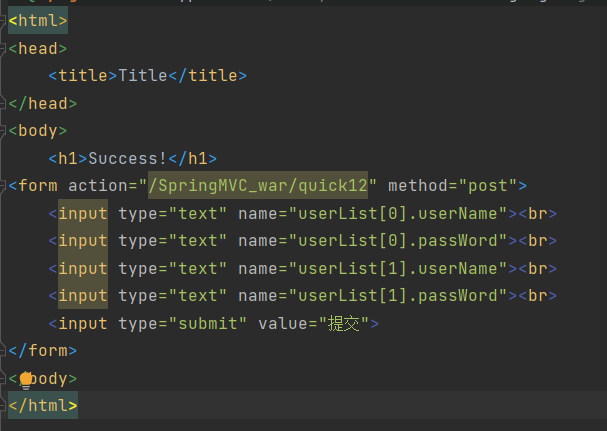 <html>
<head>
    <title>Title</title>
</head>
<body>
    <h1>Success!</h1>
<form action="/SpringMVC_war/quick12" method="post">
    <input type="text" name="userList[0].userName"><br>
    <input type="text" name="userList[0].passWord"><br>
    <input type="text" name="userList[1].userName"><br>
    <input type="text" name="userList[1].passWord"><br>
    <input type="submit" value="提交">
</form>
</body>
</html>